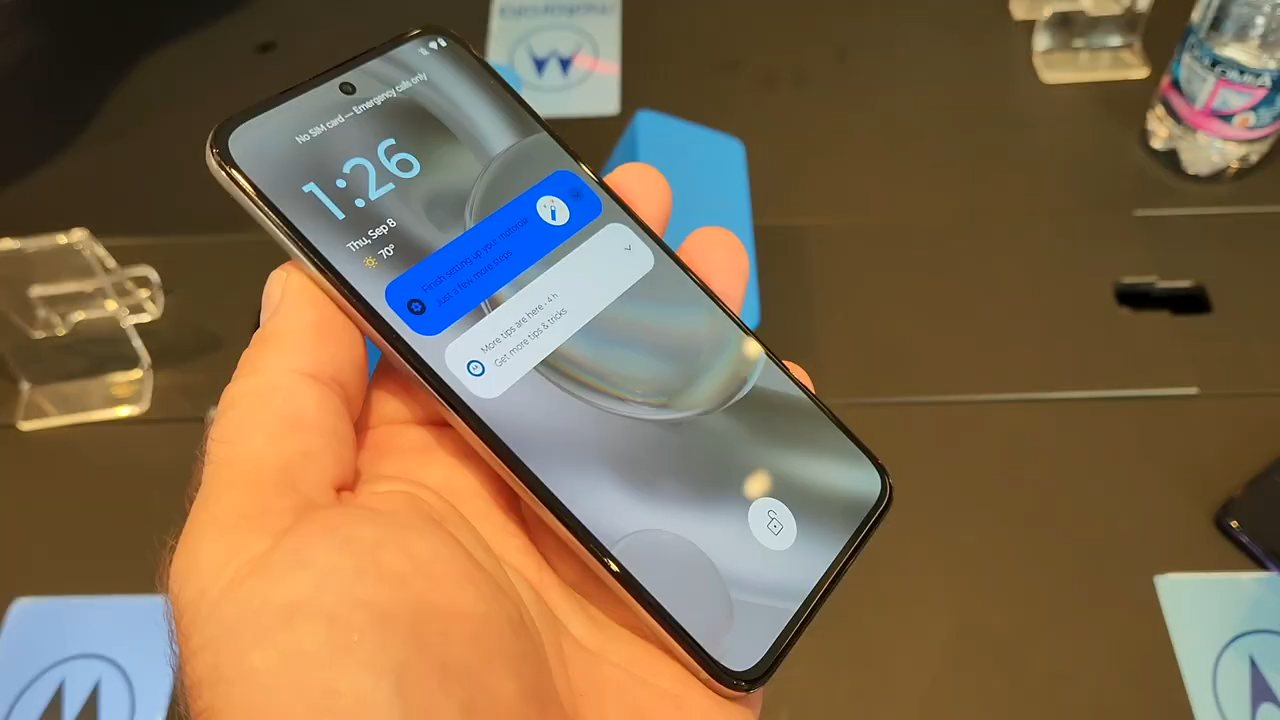 No SIM card — Emergency calls only
1:26
Thu, Sep 8
70°
Finish setting up your motorola
Just a few more steps
More tips are here • 4 h
Get more tips & tricks